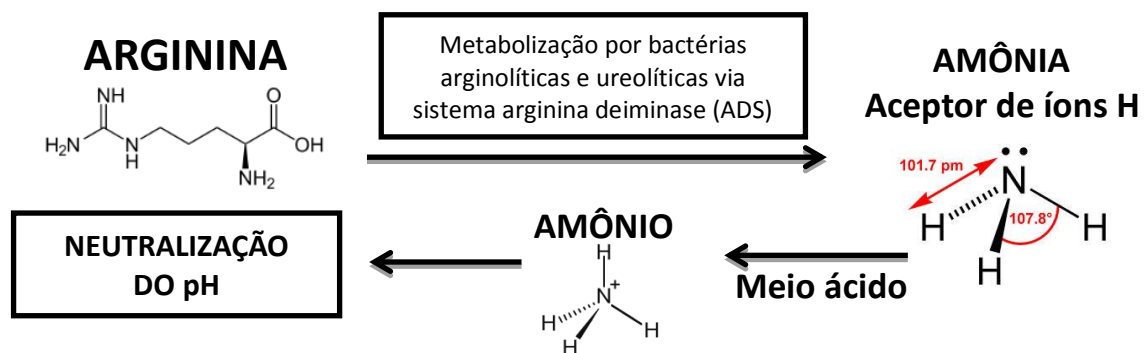 ARGININA
NH
O
H₂N
N
H
OH
NH₂
Metabolização por bactérias
arginolíticas e ureolíticas via
sistema arginina deiminase (ADS)
AMÔNIA
Aceptor de íons H
101.7 pm
N
107.8°
H
H
H
Meio ácido
AMÔNIO
H
N+
H
H
H
NEUTRALIZAÇÃO
DO pH